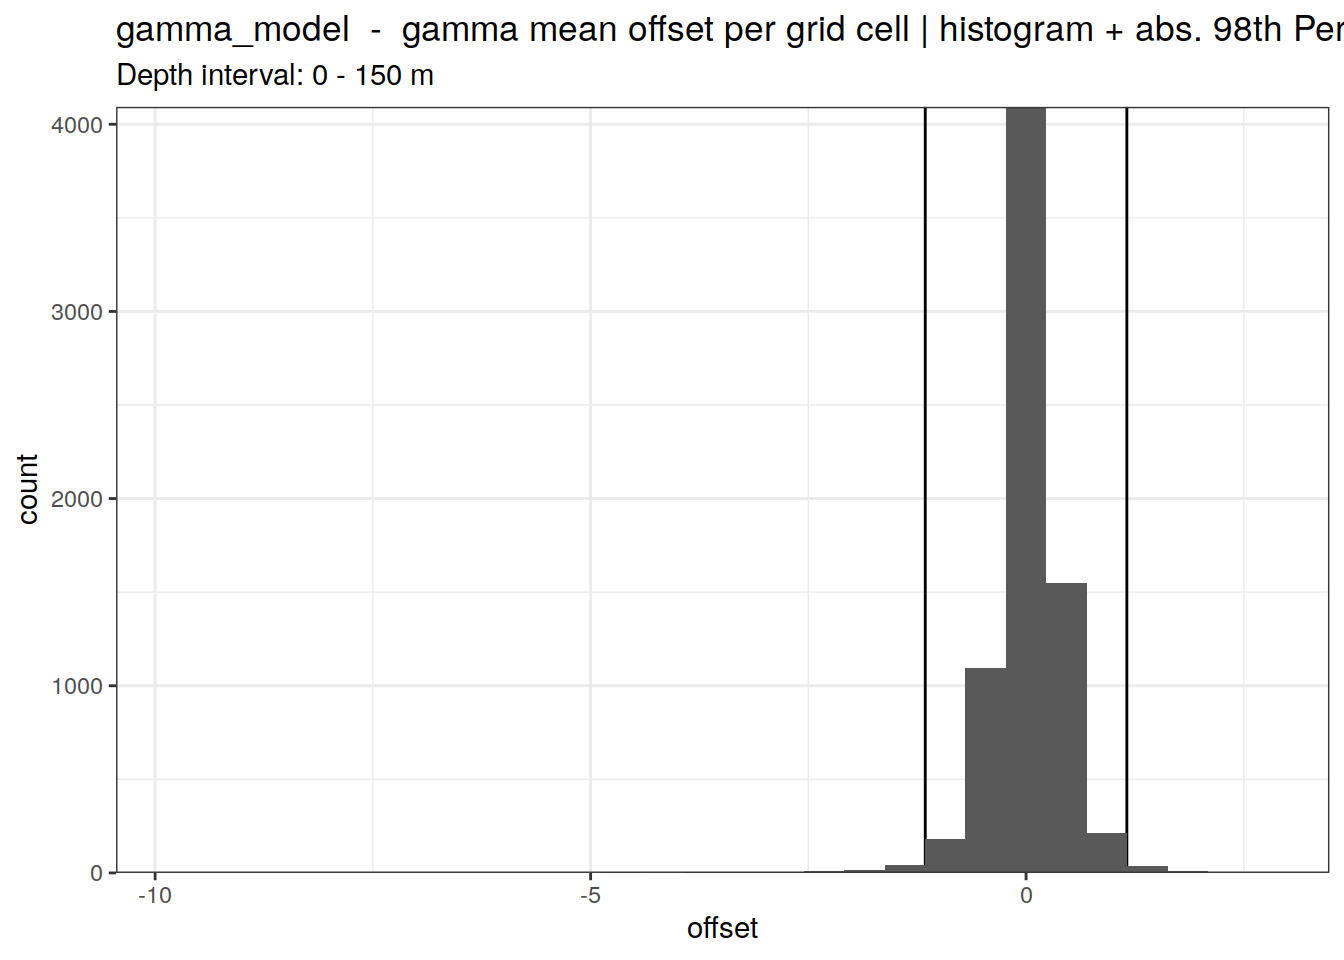 gamma_model - gamma mean offset per grid cell | histogram + abs. 98th Per
Depth interval: 0 - 150 m
4000
3000
2000
1000
0
count
-10
-5
0
offset